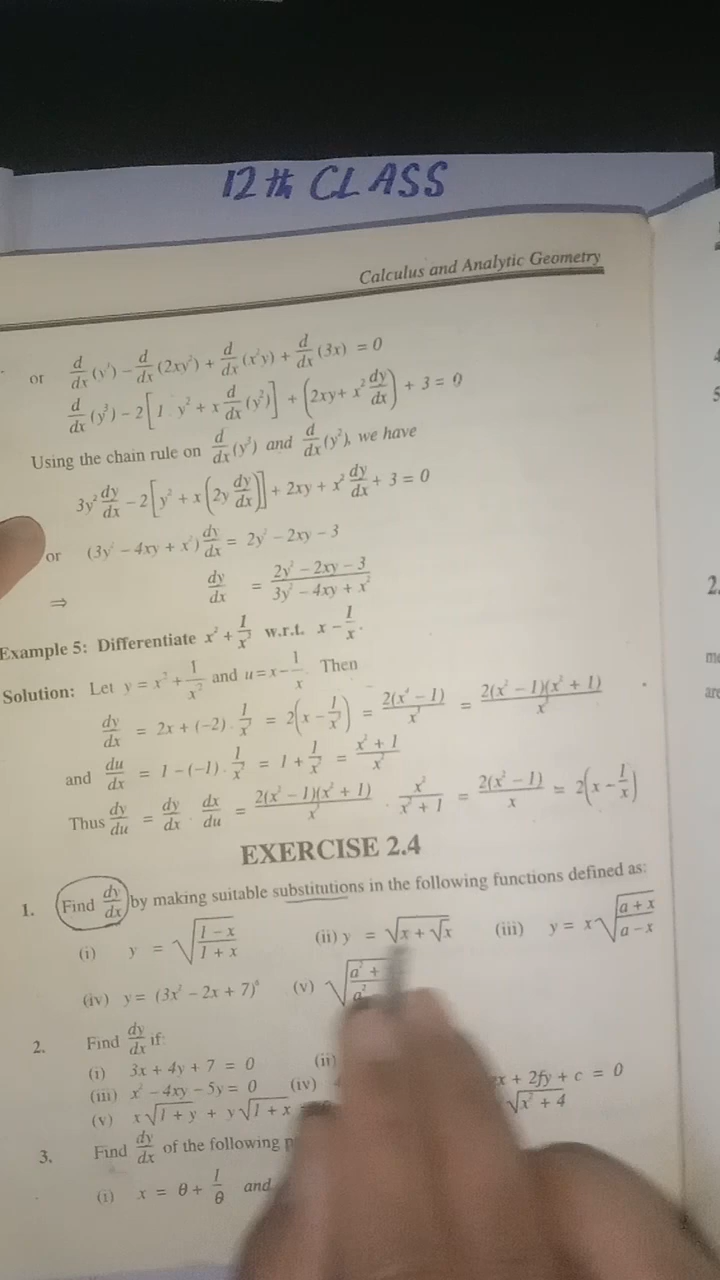 12th CLASS
Calculus and Analytic Geometry
or d/dx (y³) − d/dx (2xy²) + d/dx (x²y) + d/dx (3x) = 0
d/dx (y³) − 2[1 . y² + x d/dx (y²)] + (2xy + x² dy/dx) + 3 = 0
Using the chain rule on d/dx (y³) and d/dx (y²), we have
3y² dy/dx − 2[y² + x(2y dy/dx)] + 2xy + x² dy/dx + 3 = 0
or (3y² − 4xy + x²) dy/dx = 2y² − 2xy − 3
⇒ dy/dx = (2y² − 2xy − 3)/(3y² − 4xy + x²)
Example 5: Differentiate x² + 1/x² w.r.t. x − 1/x.
Solution: Let y = x² + 1/x² and u = x − 1/x. Then
dy/dx = 2x + (−2) . 1/x³ = 2(x − 1/x³) = 2(x⁴ − 1)/x³ = 2(x² − 1)(x² + 1)/x³
and du/dx = 1 − (−1) . 1/x² = 1 + 1/x² = (x² + 1)/x²
Thus dy/du = dy/dx . dx/du = 2(x² − 1)(x² + 1)/x³ . x²/(x² + 1) = 2(x² − 1)/x = 2(x − 1/x)
EXERCISE 2.4
1. Find dy/dx by making suitable substitutions in the following functions defined as:
(i) y = √((1 − x)/(1 + x)) (ii) y = √(x + √x) (iii) y = x√((a + x)/(a − x))
(iv) y = (3x² − 2x + 7)⁶ (v) √(a² + / a²
2. Find dy/dx if:
(i) 3x + 4y + 7 = 0 (ii)
(iii) x² − 4xy − 5y = 0 (iv) x + 2fy + c = 0
(v) x√(1 + y) + y√(1 + x) √(x² + 4)
3. Find dy/dx of the following
(i) x = θ + 1/θ and
2.